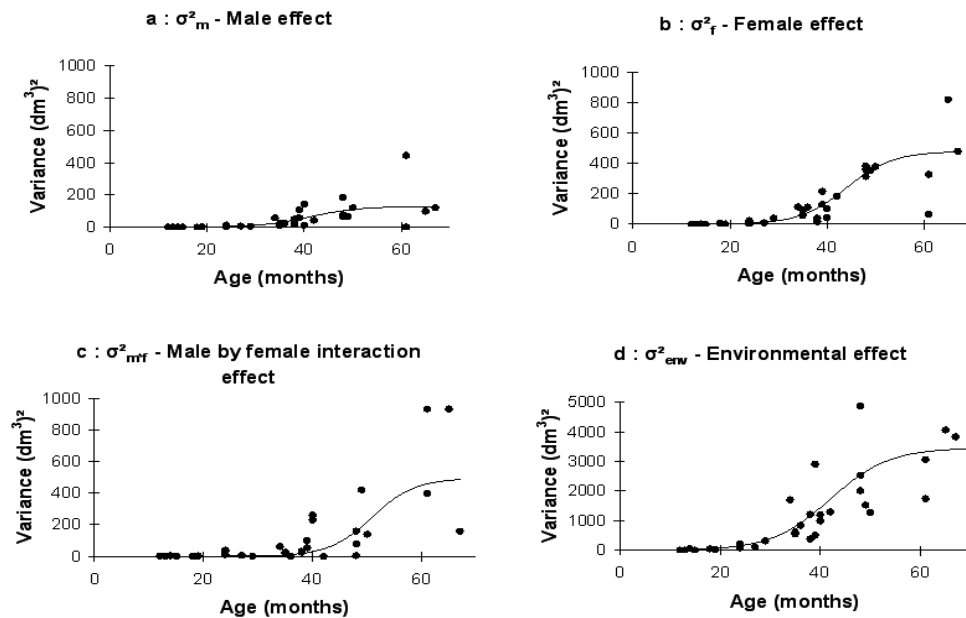 a : σ²m - Male effect
1000
800
600
400
200
0
0 20 40 60
Variance (dm³)²
Age (months)
b : σ²f - Female effect
1000
800
600
400
200
0
0 20 40 60
Variance (dm³)²
Age (months)
c : σ²m*f - Male by female interaction
effect
1000
800
600
400
200
0
0 20 40 60
Variance (dm³)²
Age (months)
d : σ²env - Environmental effect
5000
4000
3000
2000
1000
0
0 20 40 60
Variance (dm³)²
Age (months)